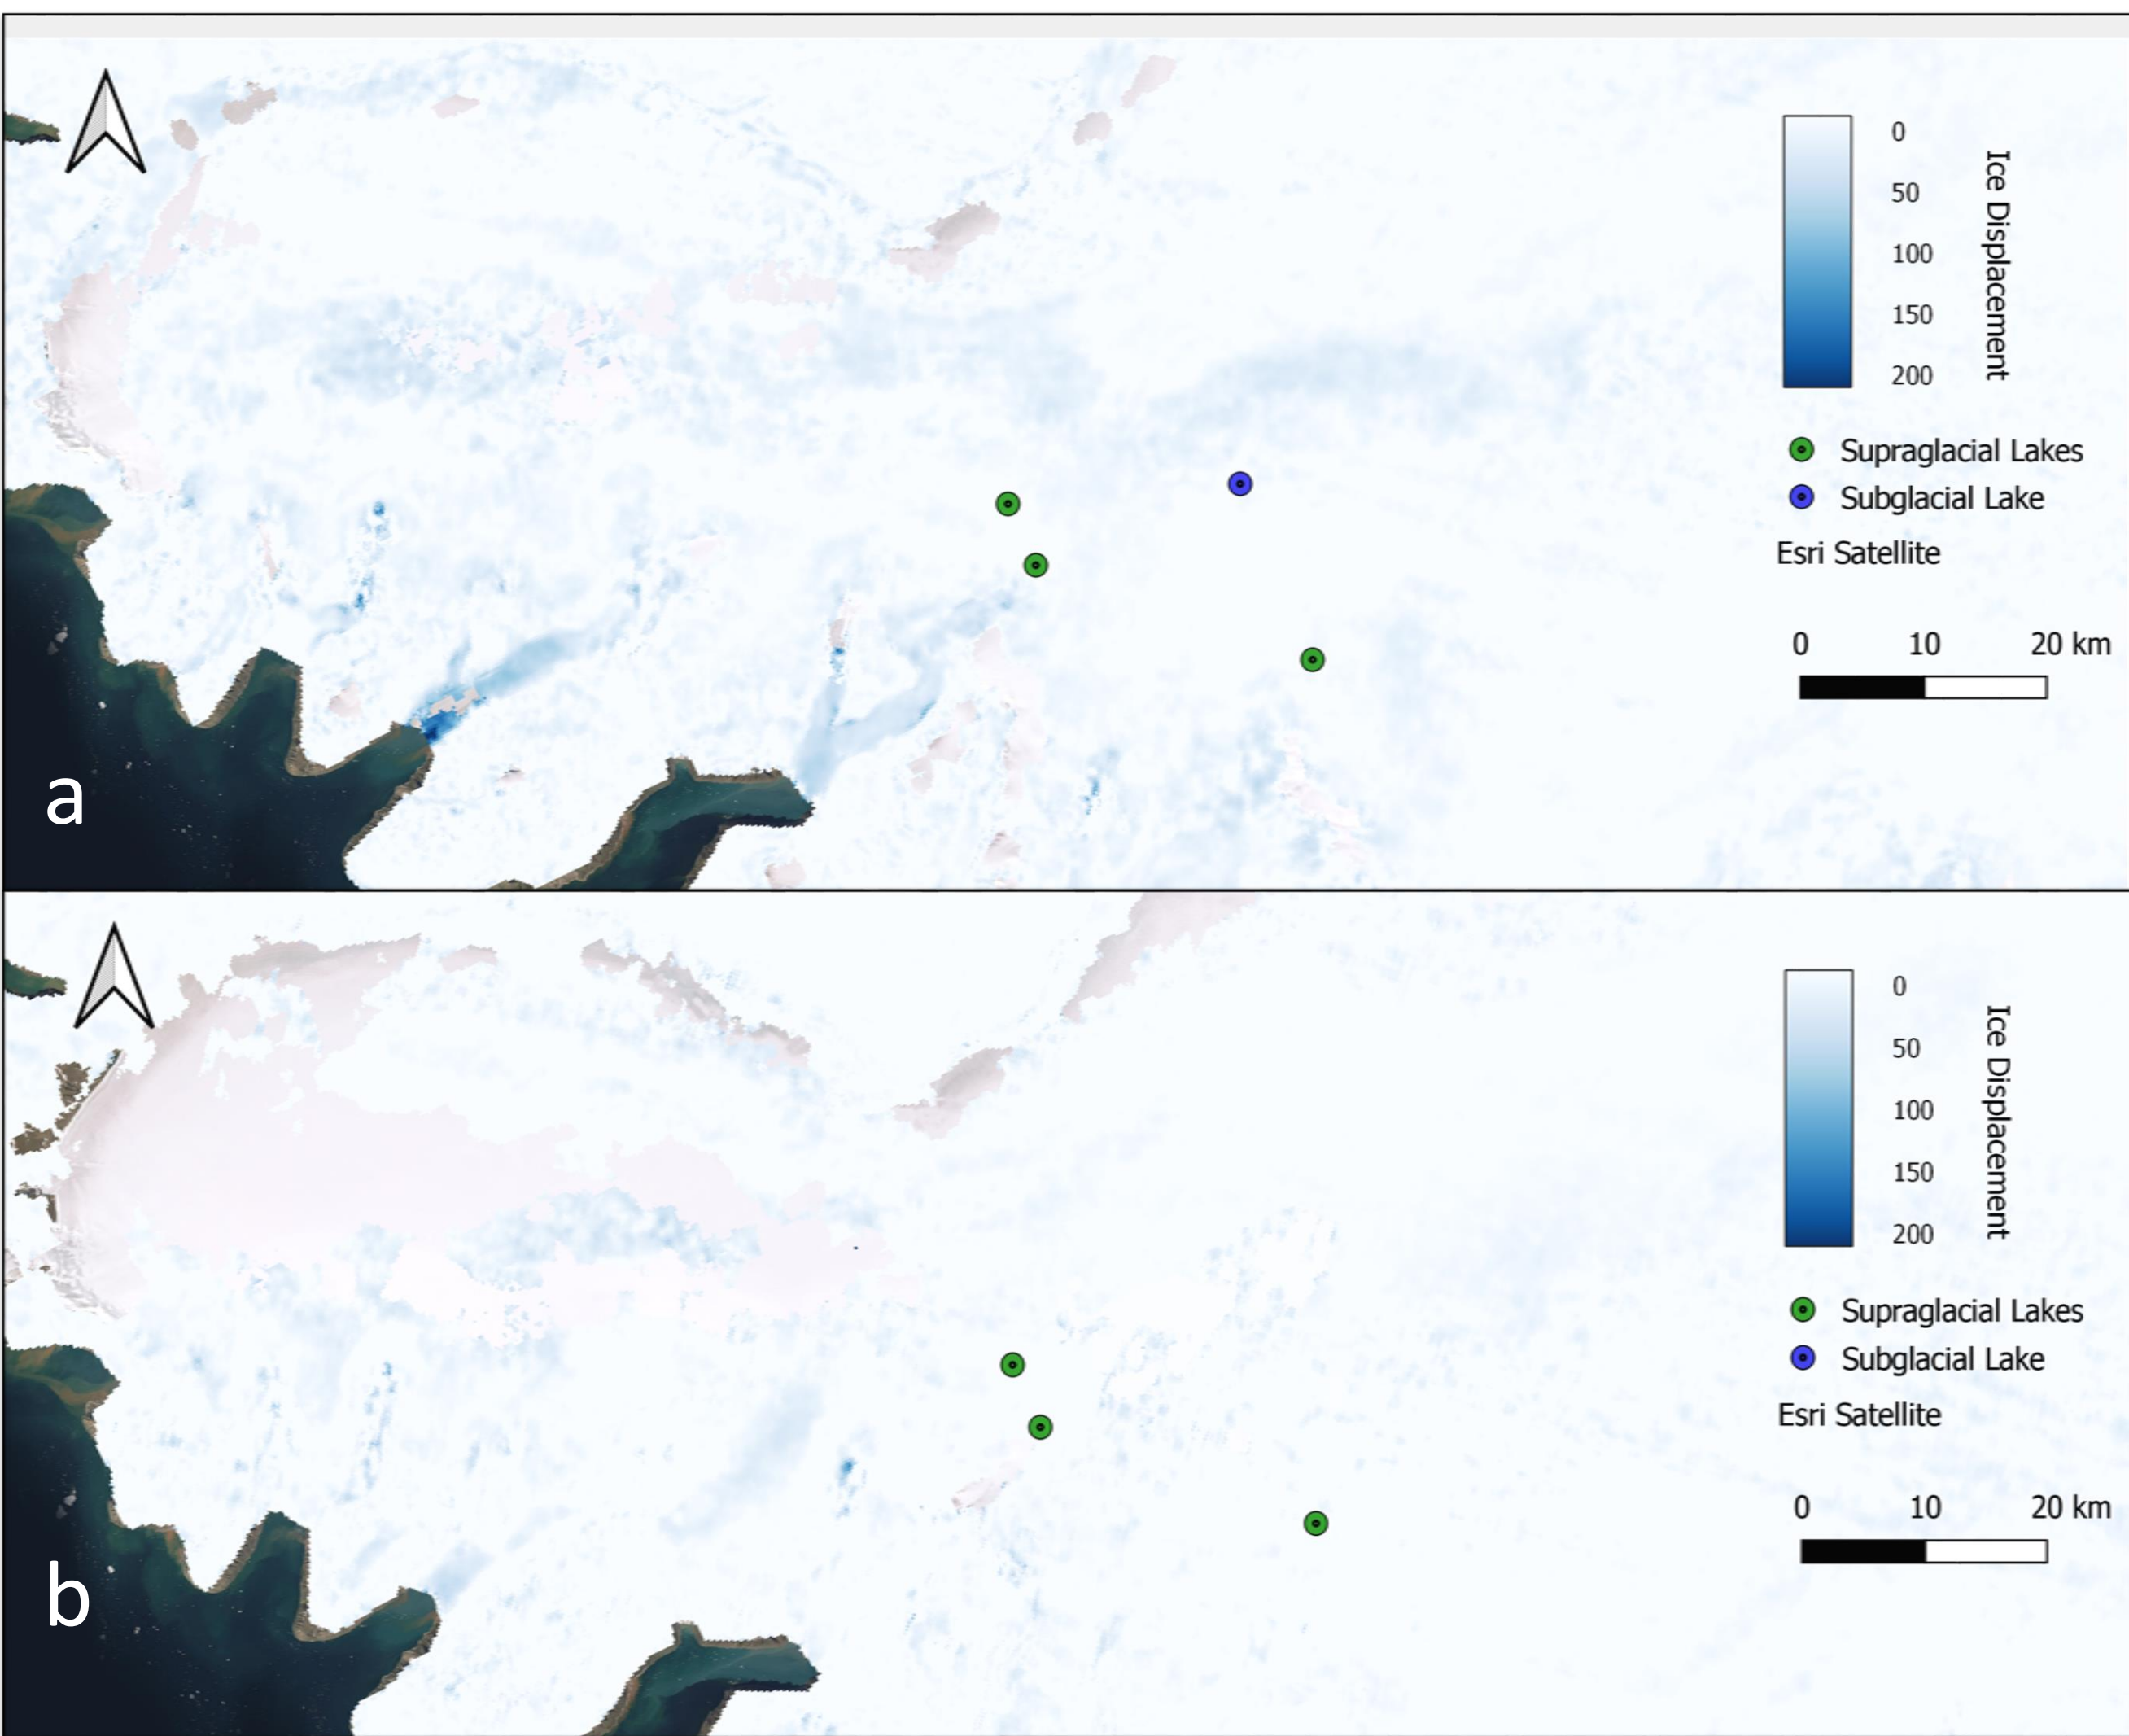 0
50
100
150
200
Ice Displacement
Supraglacial Lakes
Subglacial Lake
Esri Satellite
0 10 20 km
a
0
50
100
150
200
Ice Displacement
Supraglacial Lakes
Subglacial Lake
Esri Satellite
0 10 20 km
b